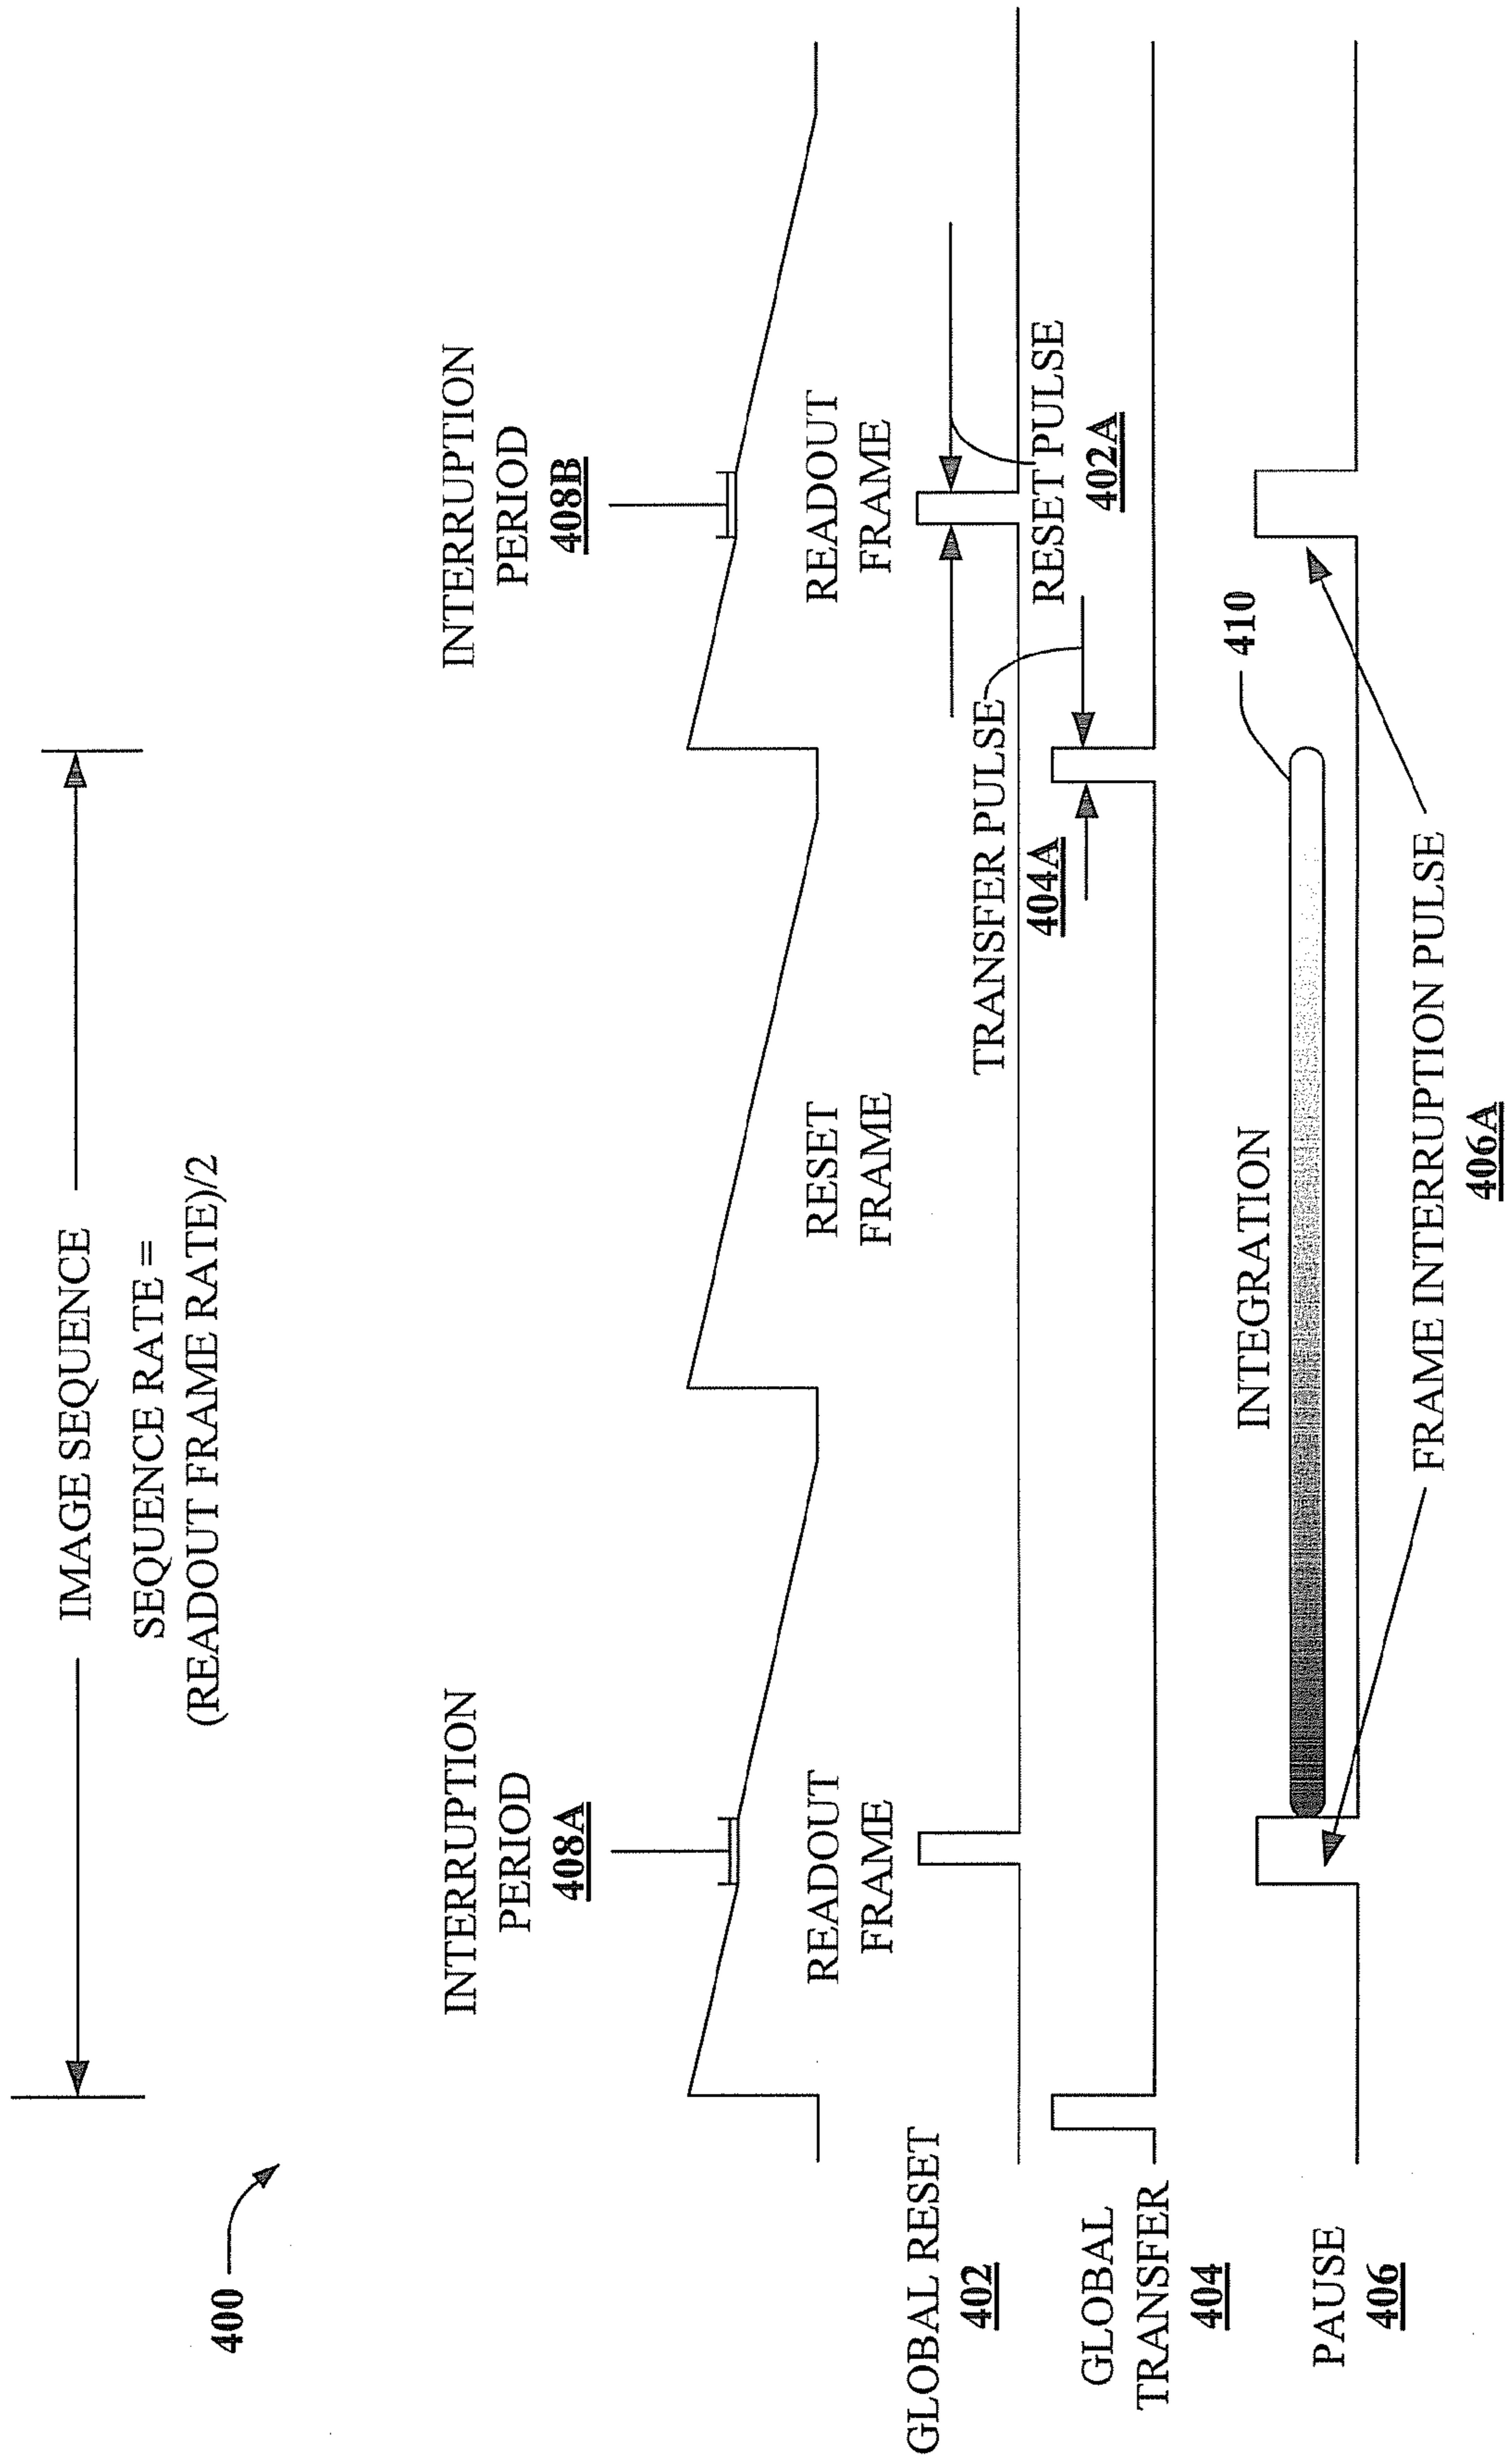 400
IMAGE SEQUENCE
SEQUENCE RATE =
(READOUT FRAME RATE)/2
INTERRUPTION
PERIOD
408A
INTERRUPTION
PERIOD
408B
READOUT
FRAME
RESET
FRAME
READOUT
FRAME
GLOBAL RESET
402
RESET PULSE
402A
GLOBAL
TRANSFER
404
TRANSFER PULSE
404A
PAUSE
406
INTEGRATION
410
FRAME INTERRUPTION PULSE
406A